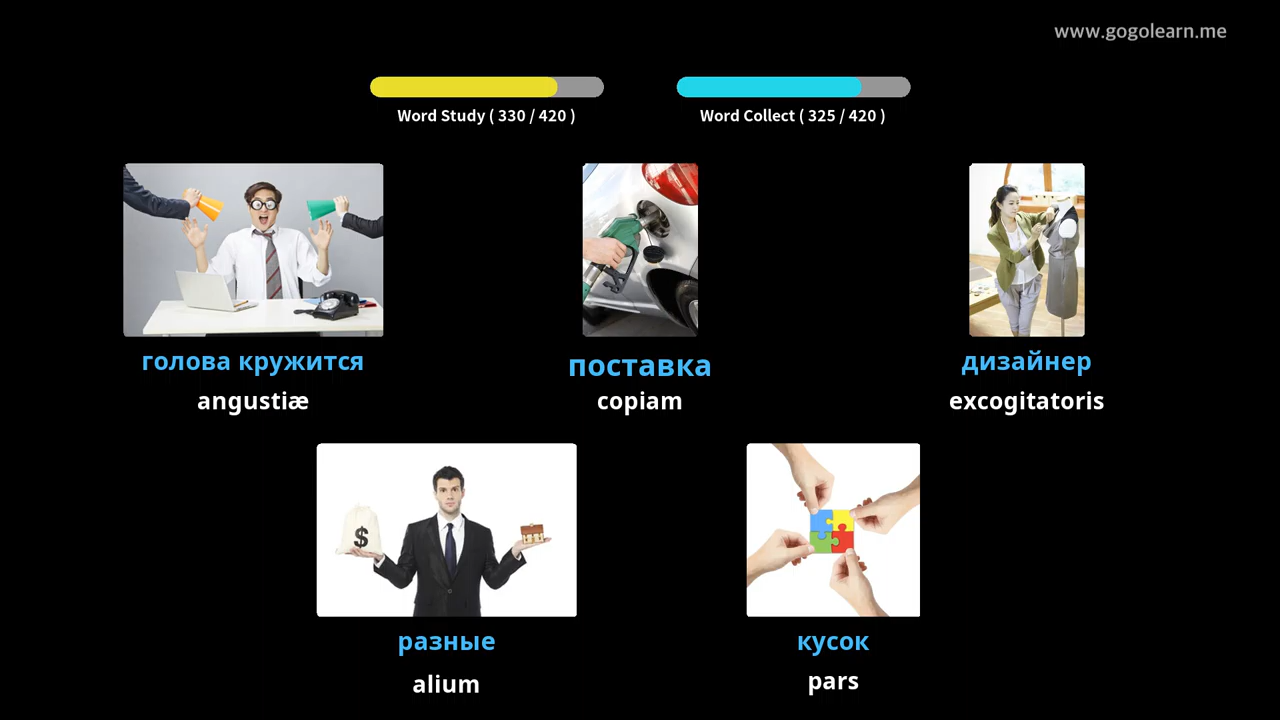 www.gogolearn.me
Word Study ( 330 / 420 )
Word Collect ( 325 / 420 )
голова кружится
angustiæ
поставка
copiam
дизайнер
excogitatoris
$
разные
alium
кусок
pars